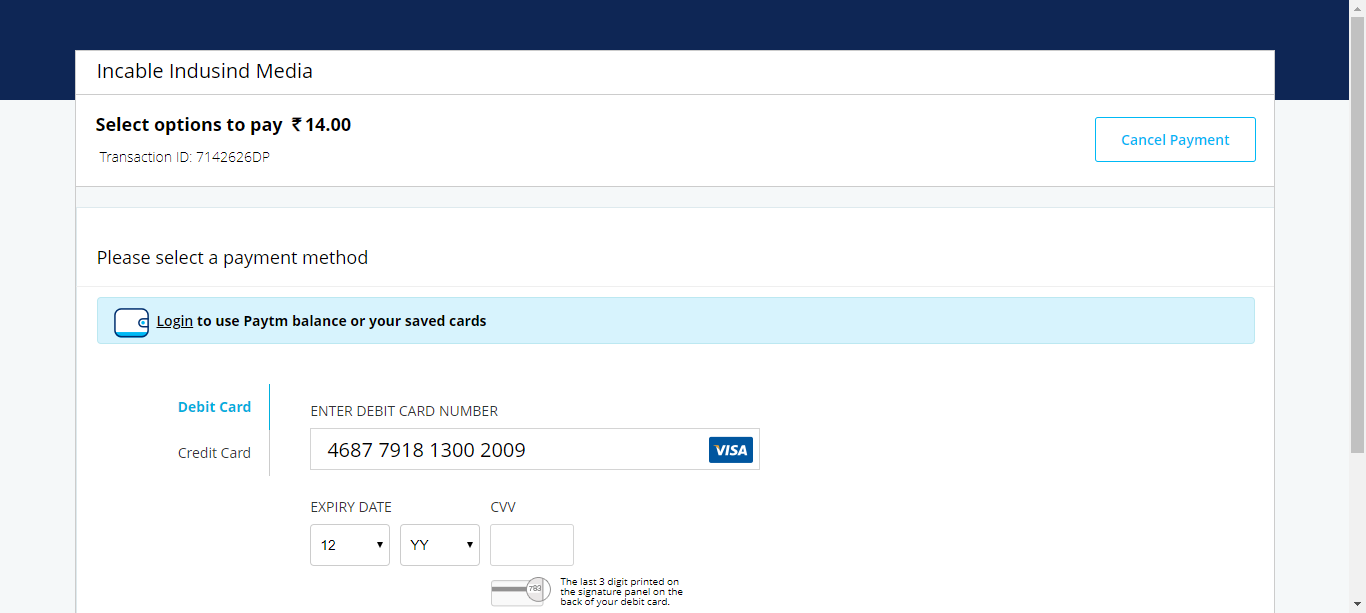 Incable Indusind Media
Select options to pay ₹ 14.00
Cancel Payment
Transaction ID: 7142626DP
Please select a payment method
Login to use Paytm balance or your saved cards
Debit Card
Credit Card
ENTER DEBIT CARD NUMBER
4687 7918 1300 2009 VISA
EXPIRY DATE CVV
12 YY
783
The last 3 digit printed on
the signature panel on the
back of your debit card.